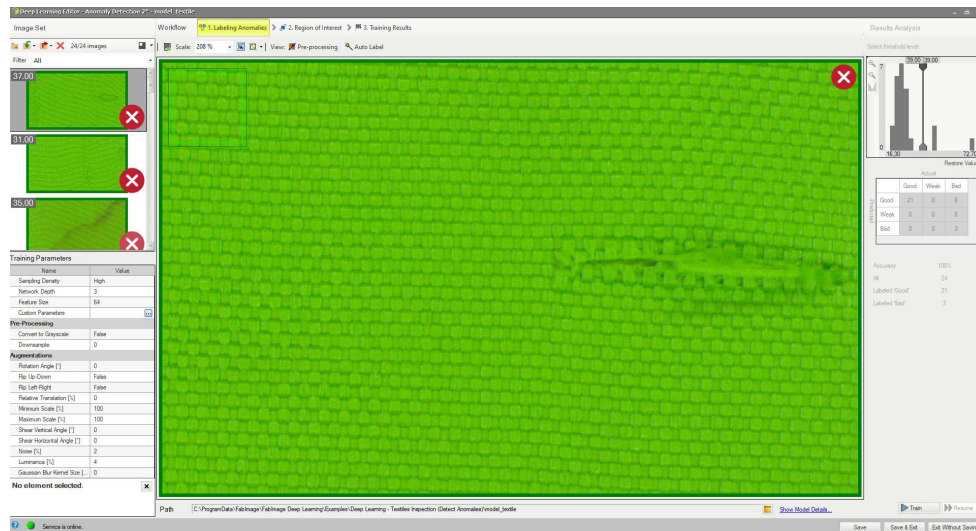 Deep Learning Editor - Anomaly Detection 2* - model_textile
Image Set
Workflow 1. Labeling Anomalies > 2. Region of Interest > 3. Training Results
Results Analysis
24/24 images
Scale: 208 % View: Pre-processing Auto Label
Select threshold level:
Filter All
37.00
31.00
35.00
39,00 39,00
7
0
16,30 72,70
Restore Value
Actual
Good Weak Bad
Predicted
Good 21 0 0
Weak 0 0 0
Bad 0 0 3
Accuracy 100%
All 24
Labeled 'Good' 21
Labeled 'Bad' 3
Training Parameters
Name Value
Sampling Density High
Network Depth 3
Feature Size 64
Custom Parameters ...
Pre-Processing
Convert to Grayscale False
Downsample 0
Augmentations
Rotation Angle [°] 0
Flip Up-Down False
Flip Left-Right False
Relative Translation [%] 0
Minimum Scale [%] 100
Maximum Scale [%] 100
Shear Vertical Angle [°] 0
Shear Horizontal Angle [°] 0
Noise [%] 2
Luminance [%] 4
Gaussian Blur Kernel Size [... 0
No element selected.
Path C:\ProgramData\FabImage\FabImage Deep Learning\Examples\Deep Learning - Textiles Inspection (Detect Anomalies)\model_textile
Show Model Details...
Train Resume
Service is online.
Save Save & Exit Exit Without Saving